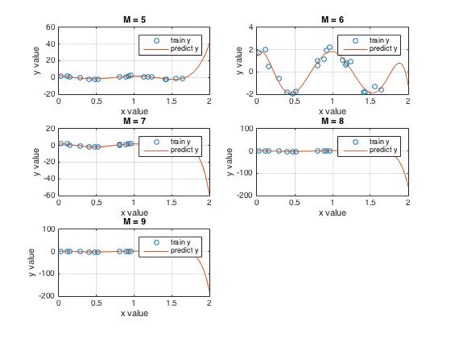 M = 5
60
40
20
0
-20
y value
0
0.5
1
1.5
2
x value
train y
predict y
M = 6
4
2
0
-2
y value
0
0.5
1
1.5
2
x value
train y
predict y
M = 7
20
0
-20
-40
-60
y value
0
0.5
1
1.5
2
x value
train y
predict y
M = 8
100
0
-100
-200
y value
0
0.5
1
1.5
2
x value
train y
predict y
M = 9
100
0
-100
-200
y value
0
0.5
1
1.5
2
x value
train y
predict y